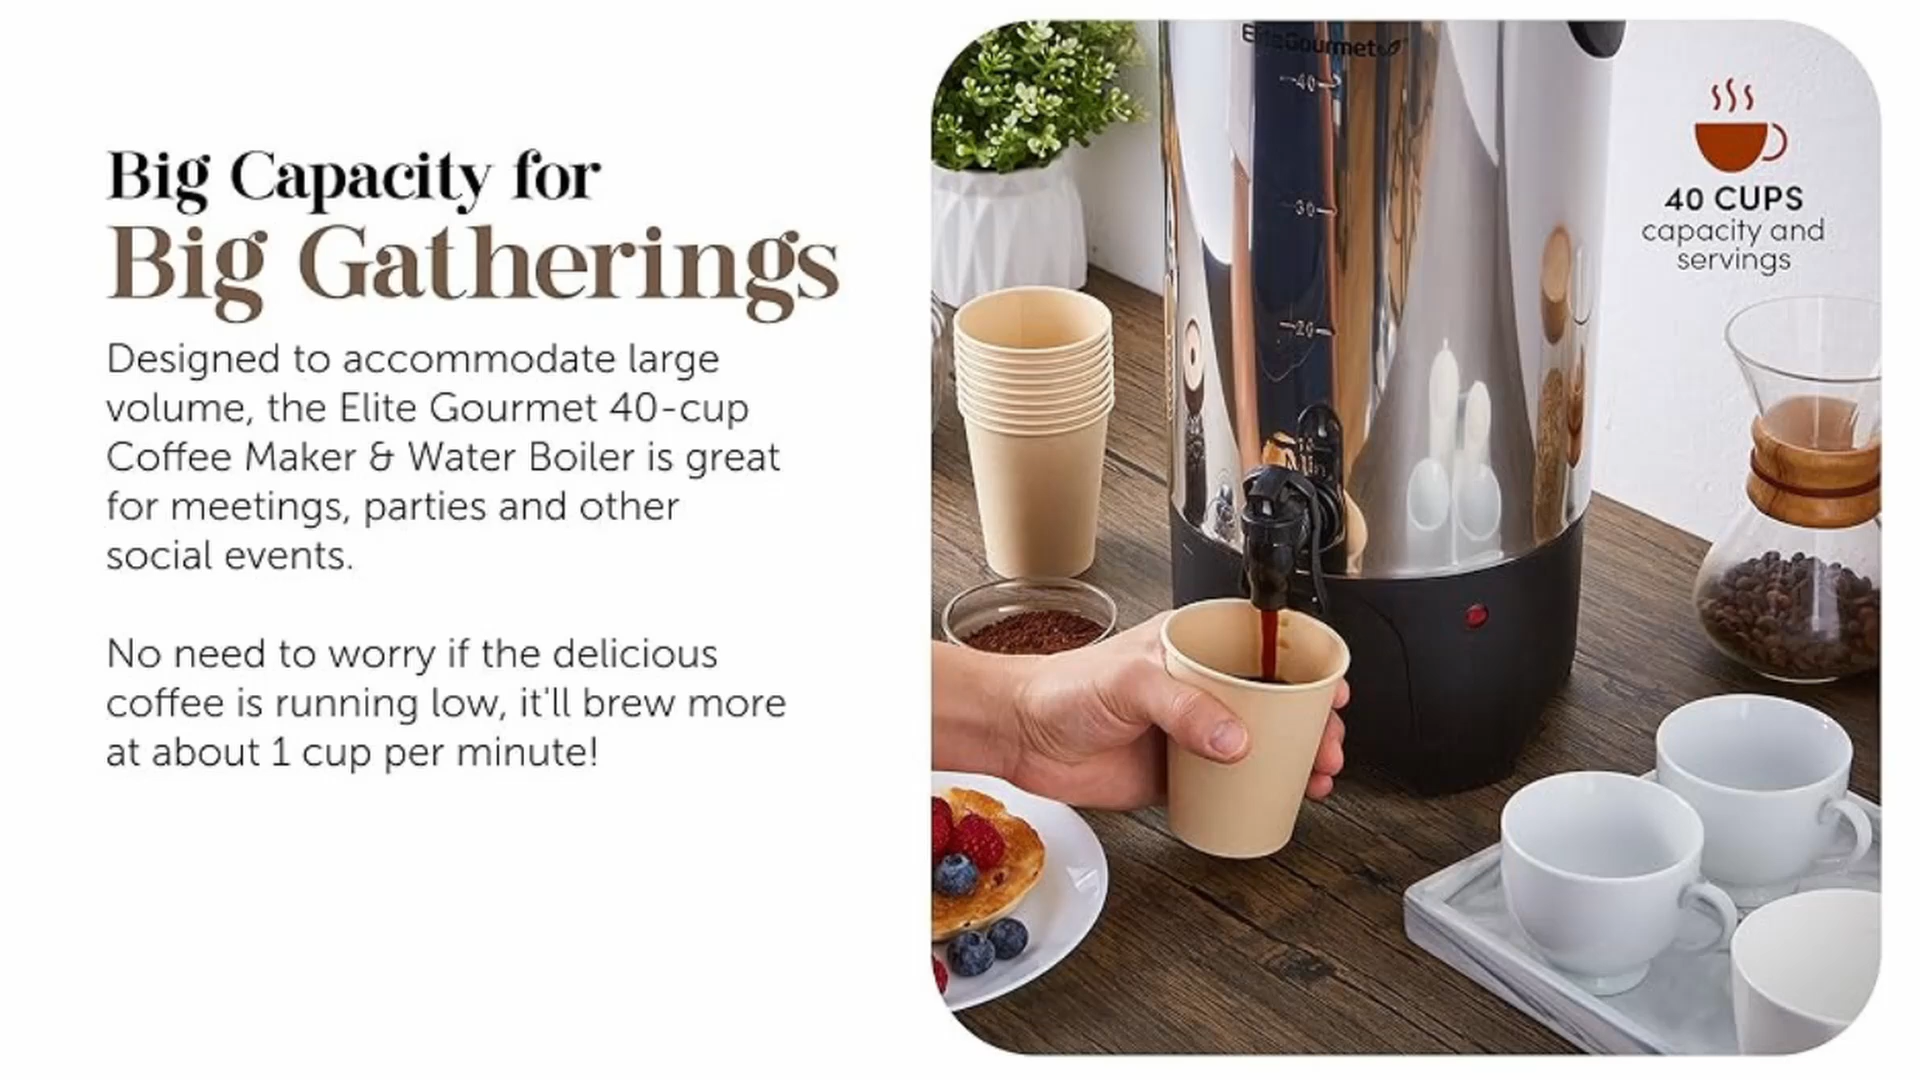 Big Capacity for
Big Gatherings
Designed to accommodate large
volume, the Elite Gourmet 40-cup
Coffee Maker & Water Boiler is great
for meetings, parties and other
social events.
No need to worry if the delicious
coffee is running low, it'll brew more
at about 1 cup per minute!
EliteGourmet
40
30
20
Min
40 CUPS
capacity and
servings